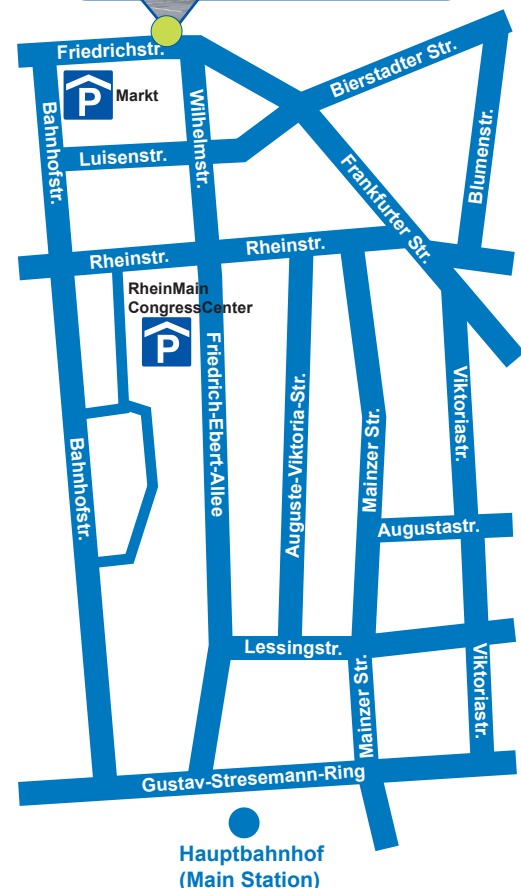 Friedrichstr.
Bierstadter Str.
P Markt
Bahnhofstr.
Wilhelmstr.
Luisenstr.
Blumenstr.
Frankfurter Str.
Rheinstr.
Rheinstr.
RheinMain
CongressCenter
P
Friedrich-Ebert-Allee
Auguste-Viktoria-Str.
Mainzer Str.
Viktoriastr.
Bahnhofstr.
Augustastr.
Lessingstr.
Mainzer Str.
Viktoriastr.
Gustav-Stresemann-Ring
Hauptbahnhof
(Main Station)